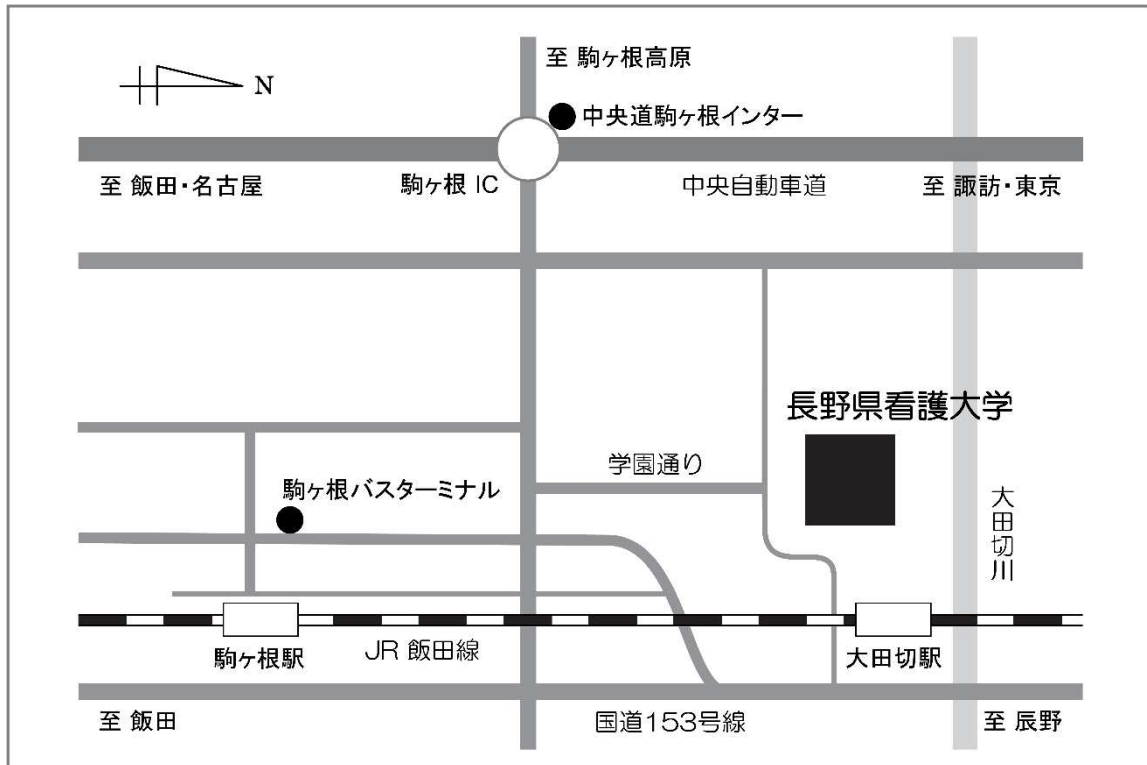 至 駒ヶ根高原
N
中央道駒ヶ根インター
至 飯田・名古屋
駒ヶ根 IC
中央自動車道
至 諏訪・東京
長野県看護大学
学園通り
駒ヶ根バスターミナル
大田切川
駒ヶ根駅
JR 飯田線
大田切駅
至 飯田
国道153号線
至 辰野